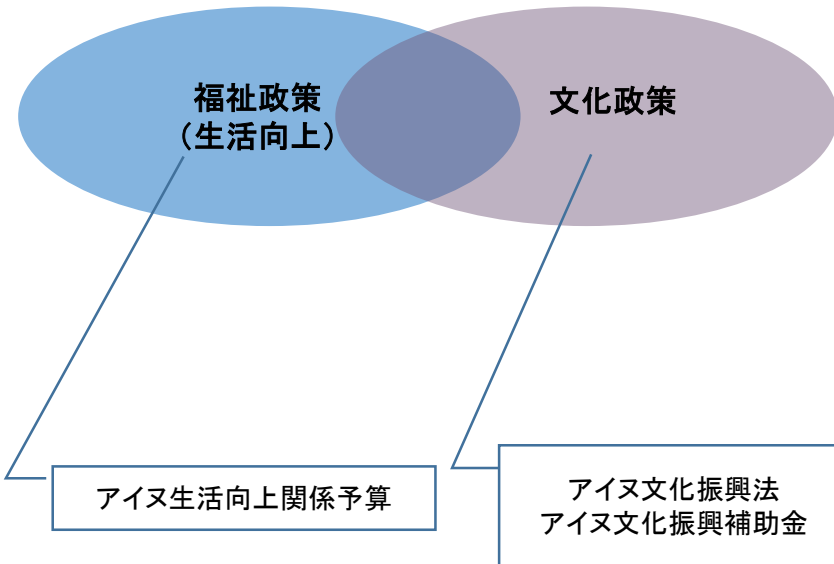 福祉政策
（生活向上）
文化政策
アイヌ生活向上関係予算
アイヌ文化振興法
アイヌ文化振興補助金